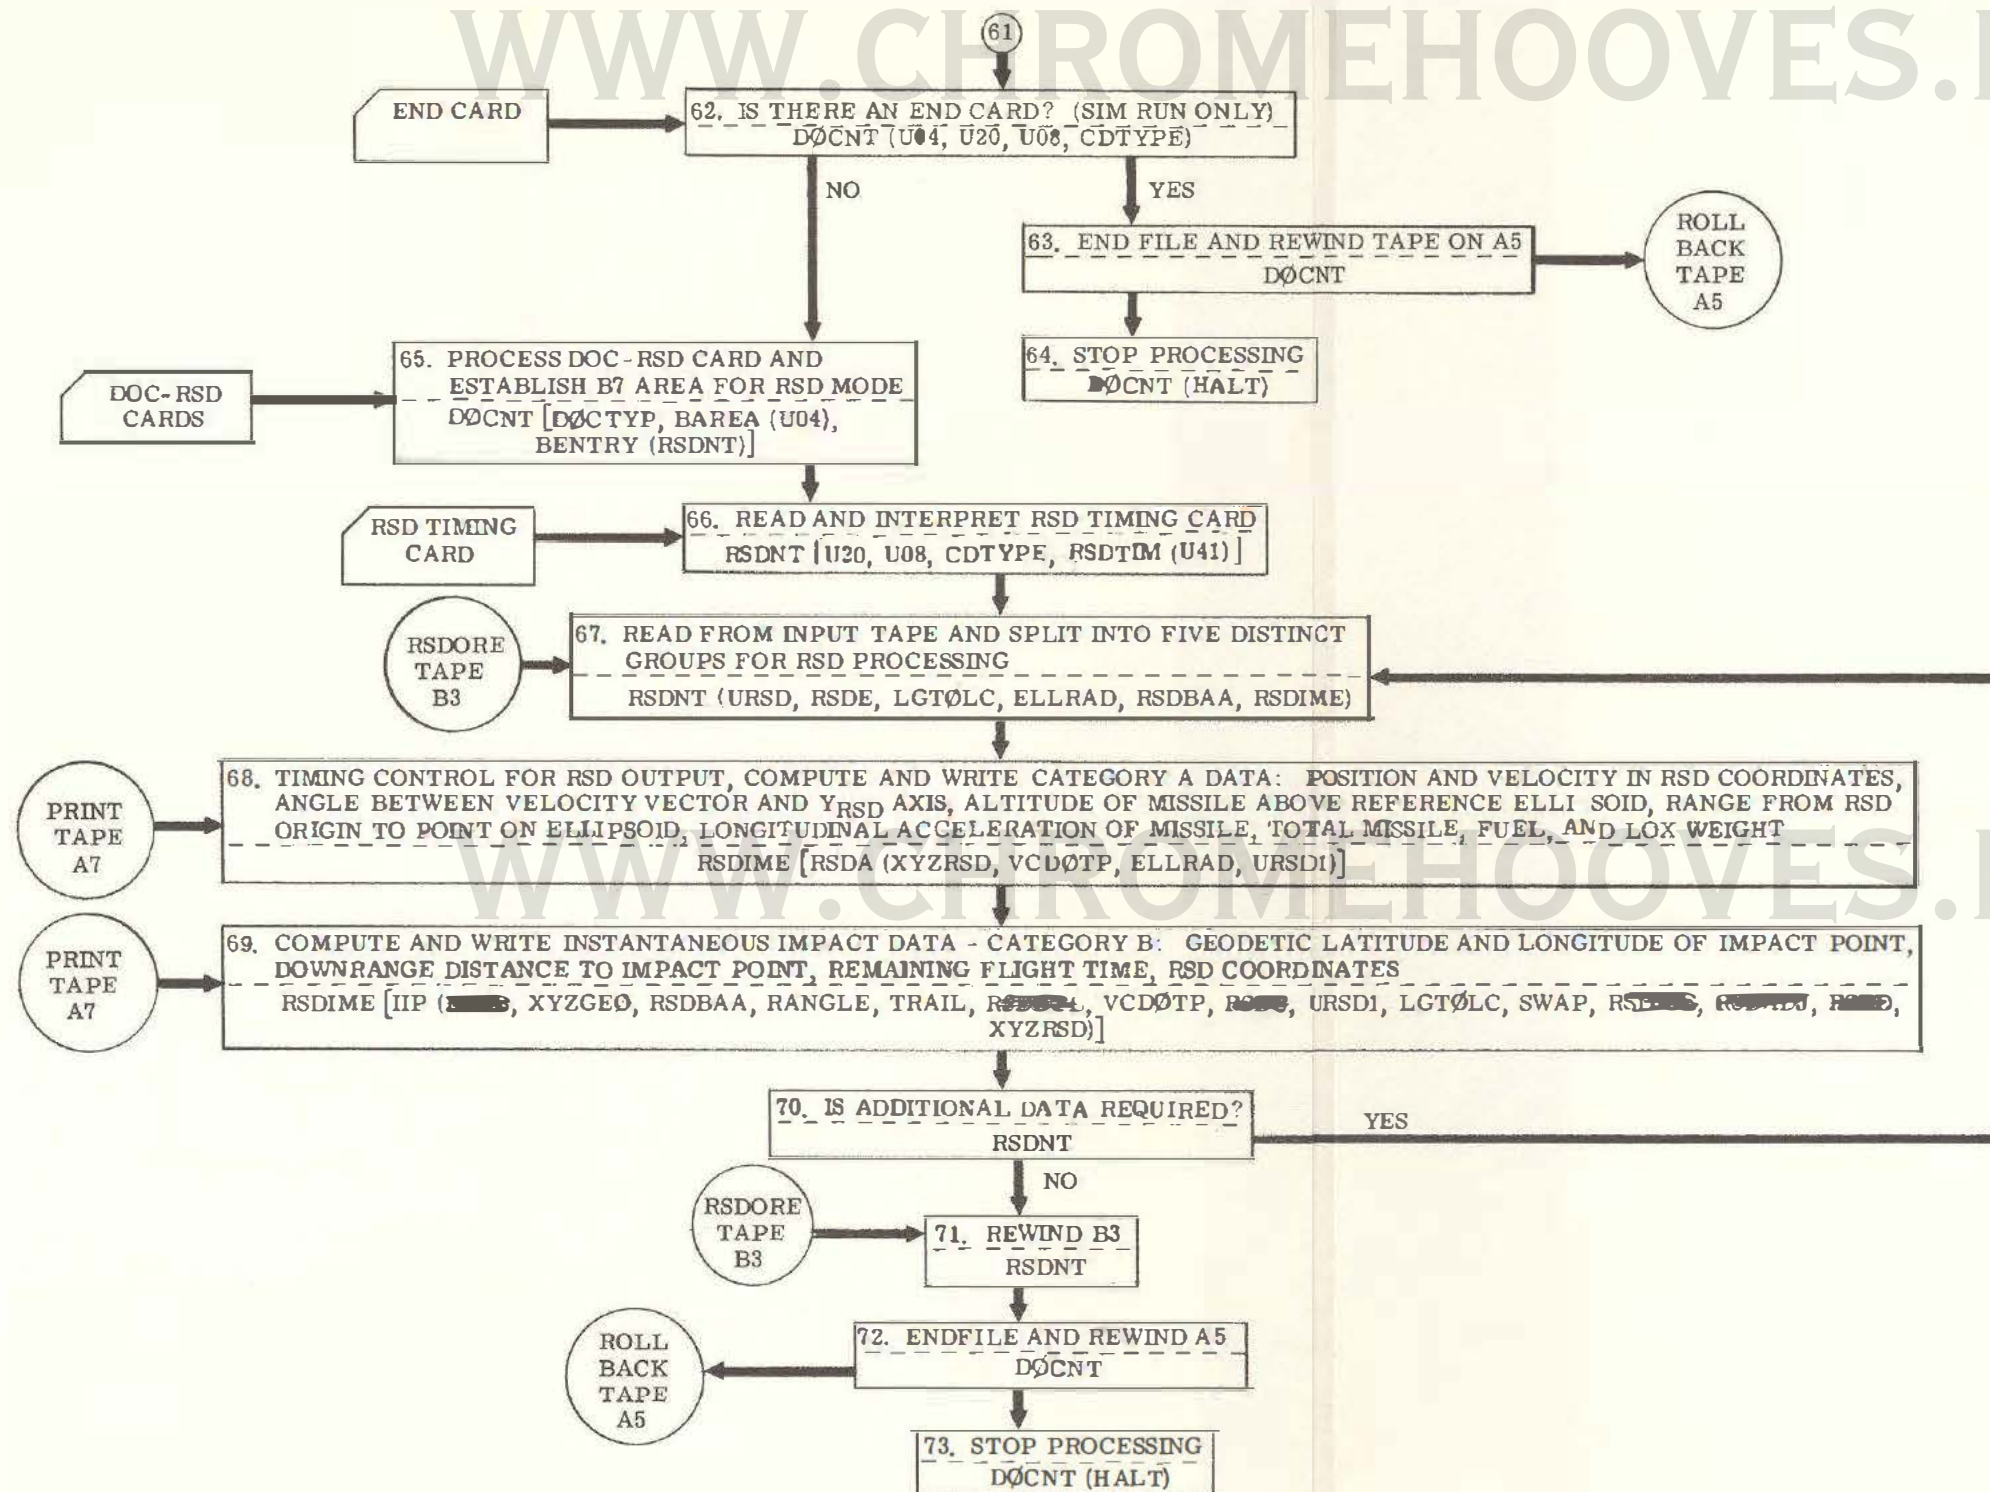 WWW.CHROMEHOOVES.
61
END CARD
62. IS THERE AN END CARD? (SIM RUN ONLY)
DØCNT (U04, U20, U08, CDTYPE)
NO
YES
63. END FILE AND REWIND TAPE ON A5
DØCNT
ROLL
BACK
TAPE
A5
64. STOP PROCESSING
DØCNT (HALT)
DOC-RSD
CARDS
65. PROCESS DOC-RSD CARD AND
ESTABLISH B7 AREA FOR RSD MODE
DØCNT [DØCTYP, BAREA (U04),
BENTRY (RSDNT)]
RSD TIMING
CARD
66. READ AND INTERPRET RSD TIMING CARD
RSDNT [U20, U08, CDTYPE, RSDTIM (U41)]
RSDORE
TAPE
B3
67. READ FROM INPUT TAPE AND SPLIT INTO FIVE DISTINCT
GROUPS FOR RSD PROCESSING
RSDNT (URSD, RSDE, LGTØLC, ELLRAD, RSDBAA, RSDIME)
PRINT
TAPE
A7
68. TIMING CONTROL FOR RSD OUTPUT, COMPUTE AND WRITE CATEGORY A DATA: POSITION AND VELOCITY IN RSD COORDINATES,
ANGLE BETWEEN VELOCITY VECTOR AND YRSD AXIS, ALTITUDE OF MISSILE ABOVE REFERENCE ELLI SOID, RANGE FROM RSD
ORIGIN TO POINT ON ELLIPSOID, LONGITUDINAL ACCELERATION OF MISSILE, TOTAL MISSILE, FUEL, AND LOX WEIGHT
RSDIME [RSDA (XYZRSD, VCDØTP, ELLRAD, URSD1)]
WWW.CHROMEHOOVES.
PRINT
TAPE
A7
69. COMPUTE AND WRITE INSTANTANEOUS IMPACT DATA - CATEGORY B: GEODETIC LATITUDE AND LONGITUDE OF IMPACT POINT,
DOWNRANGE DISTANCE TO IMPACT POINT, REMAINING FLIGHT TIME, RSD COORDINATES
RSDIME [IIP ( , XYZGEO, RSDBAA, RANGLE, TRAIL, , VCDØTP, , URSD1, LGTØLC, SWAP, , , ,
XYZRSD)]
70. IS ADDITIONAL DATA REQUIRED?
RSDNT
YES
NO
RSDORE
TAPE
B3
71. REWIND B3
RSDNT
ROLL
BACK
TAPE
A5
72. ENDFILE AND REWIND A5
DØCNT
73. STOP PROCESSING
DØCNT (HALT)